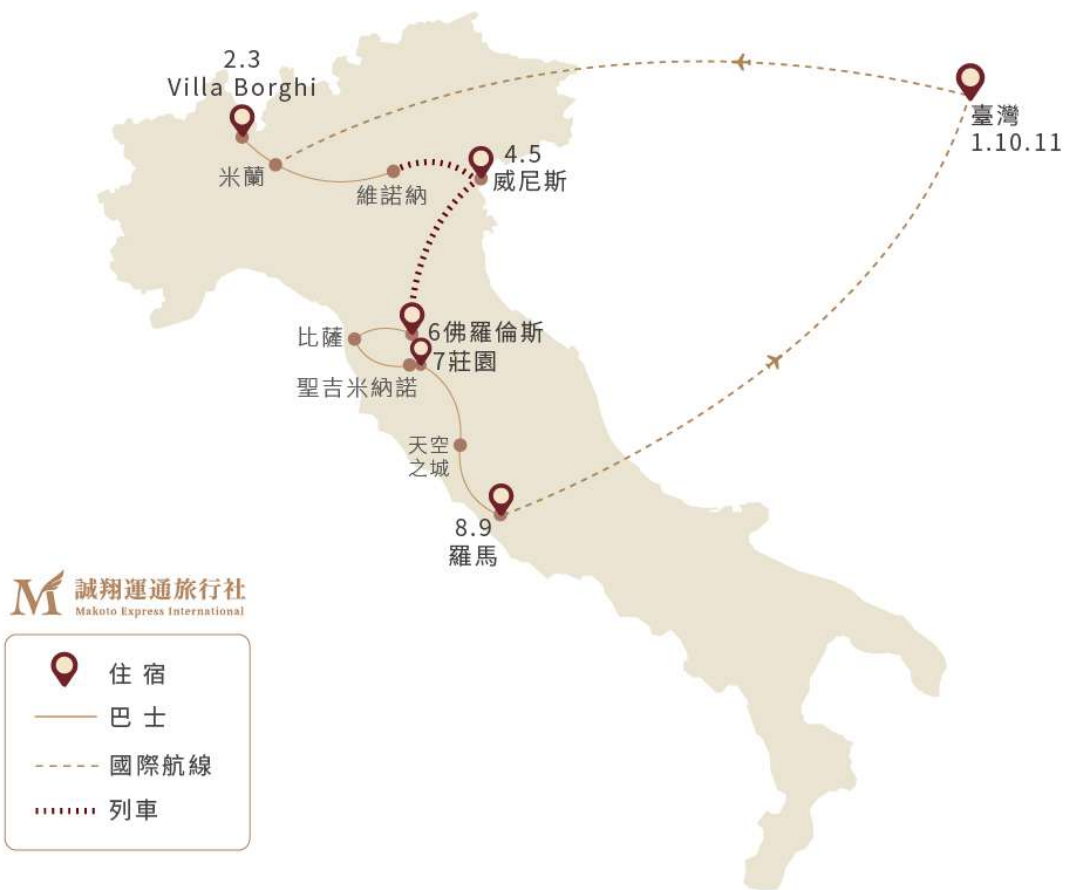 2.3
Villa Borghi
米蘭
維諾納
4.5
威尼斯
臺灣
1.10.11
比薩
6佛羅倫斯
7莊園
聖吉米納諾
天空
之城
8.9
羅馬
誠翔運通旅行社
Makoto Express International
住 宿
巴 士
國際航線
列車